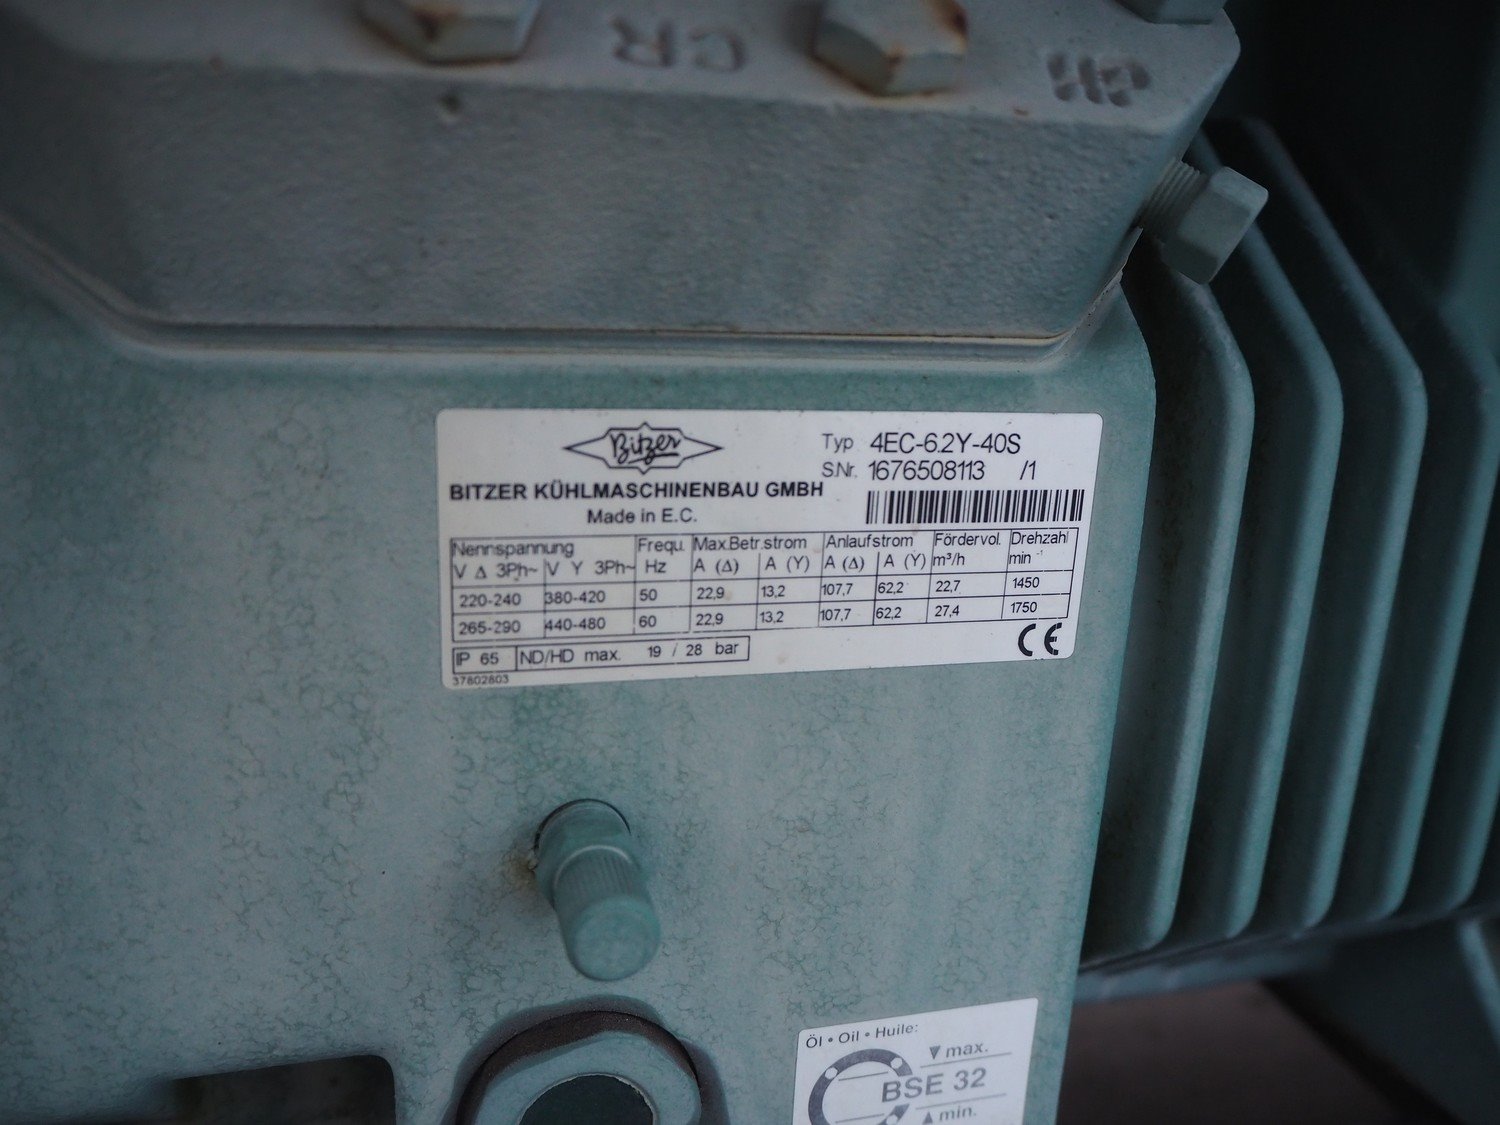 CR
Bitzer
BITZER KÜHLMASCHINENBAU GMBH
Made in E.C.
Typ 4EC-6.2Y-40S
S.Nr. 1676508113 /1
Nennspannung Frequ. Max.Betr.strom Anlaufstrom Fördervol. Drehzahl
V Δ 3Ph~ V Y 3Ph~ Hz A (Δ) A (Y) A (Δ) A (Y) m³/h min -1
220-240 380-420 50 22,9 13,2 107,7 62,2 22,7 1450
265-290 440-480 60 22,9 13,2 107,7 62,2 27,4 1750
IP 65 ND/HD max. 19 / 28 bar
37802803
CE
Öl • Oil • Huile:
▼ max.
BSE 32
▲ min.